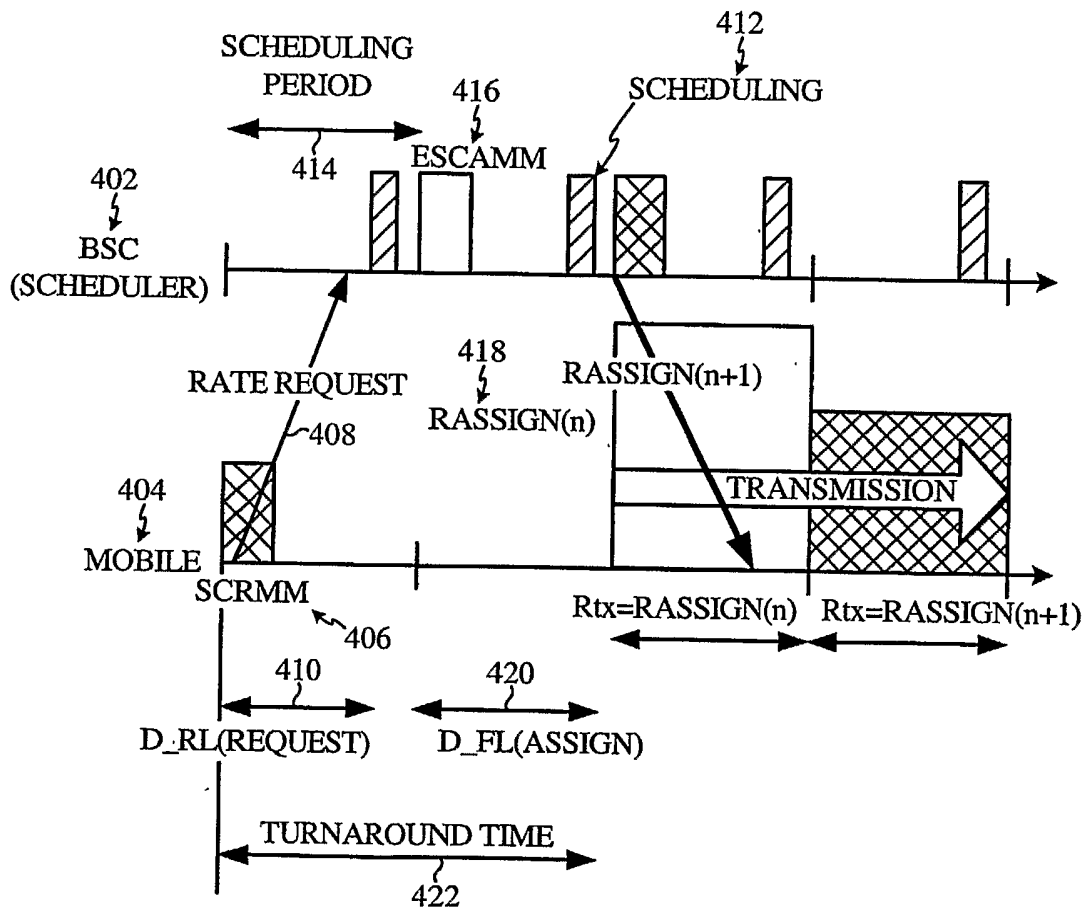 412
SCHEDULING
PERIOD
416
SCHEDULING
414
ESCAMM
402
BSC
(SCHEDULER)
418
RASSIGN(n+1)
RATE REQUEST
RASSIGN(n)
408
404
TRANSMISSION
MOBILE
SCRMM
406
Rtx=RASSIGN(n)
Rtx=RASSIGN(n+1)
410
420
D_RL(REQUEST)
D_FL(ASSIGN)
TURNAROUND TIME
422